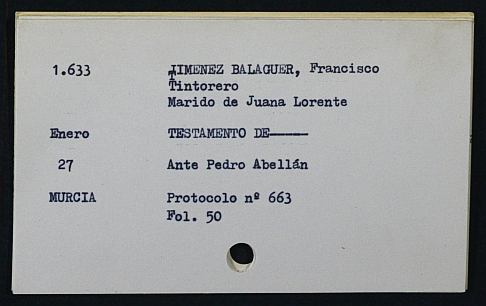 1.633 JIMENEZ BALAGUER, Francisco
Tintorero
Marido de Juana Lorente
Enero TESTAMENTO DE-----
27 Ante Pedro Abellán
MURCIA Protocolo nº 663
Fol. 50